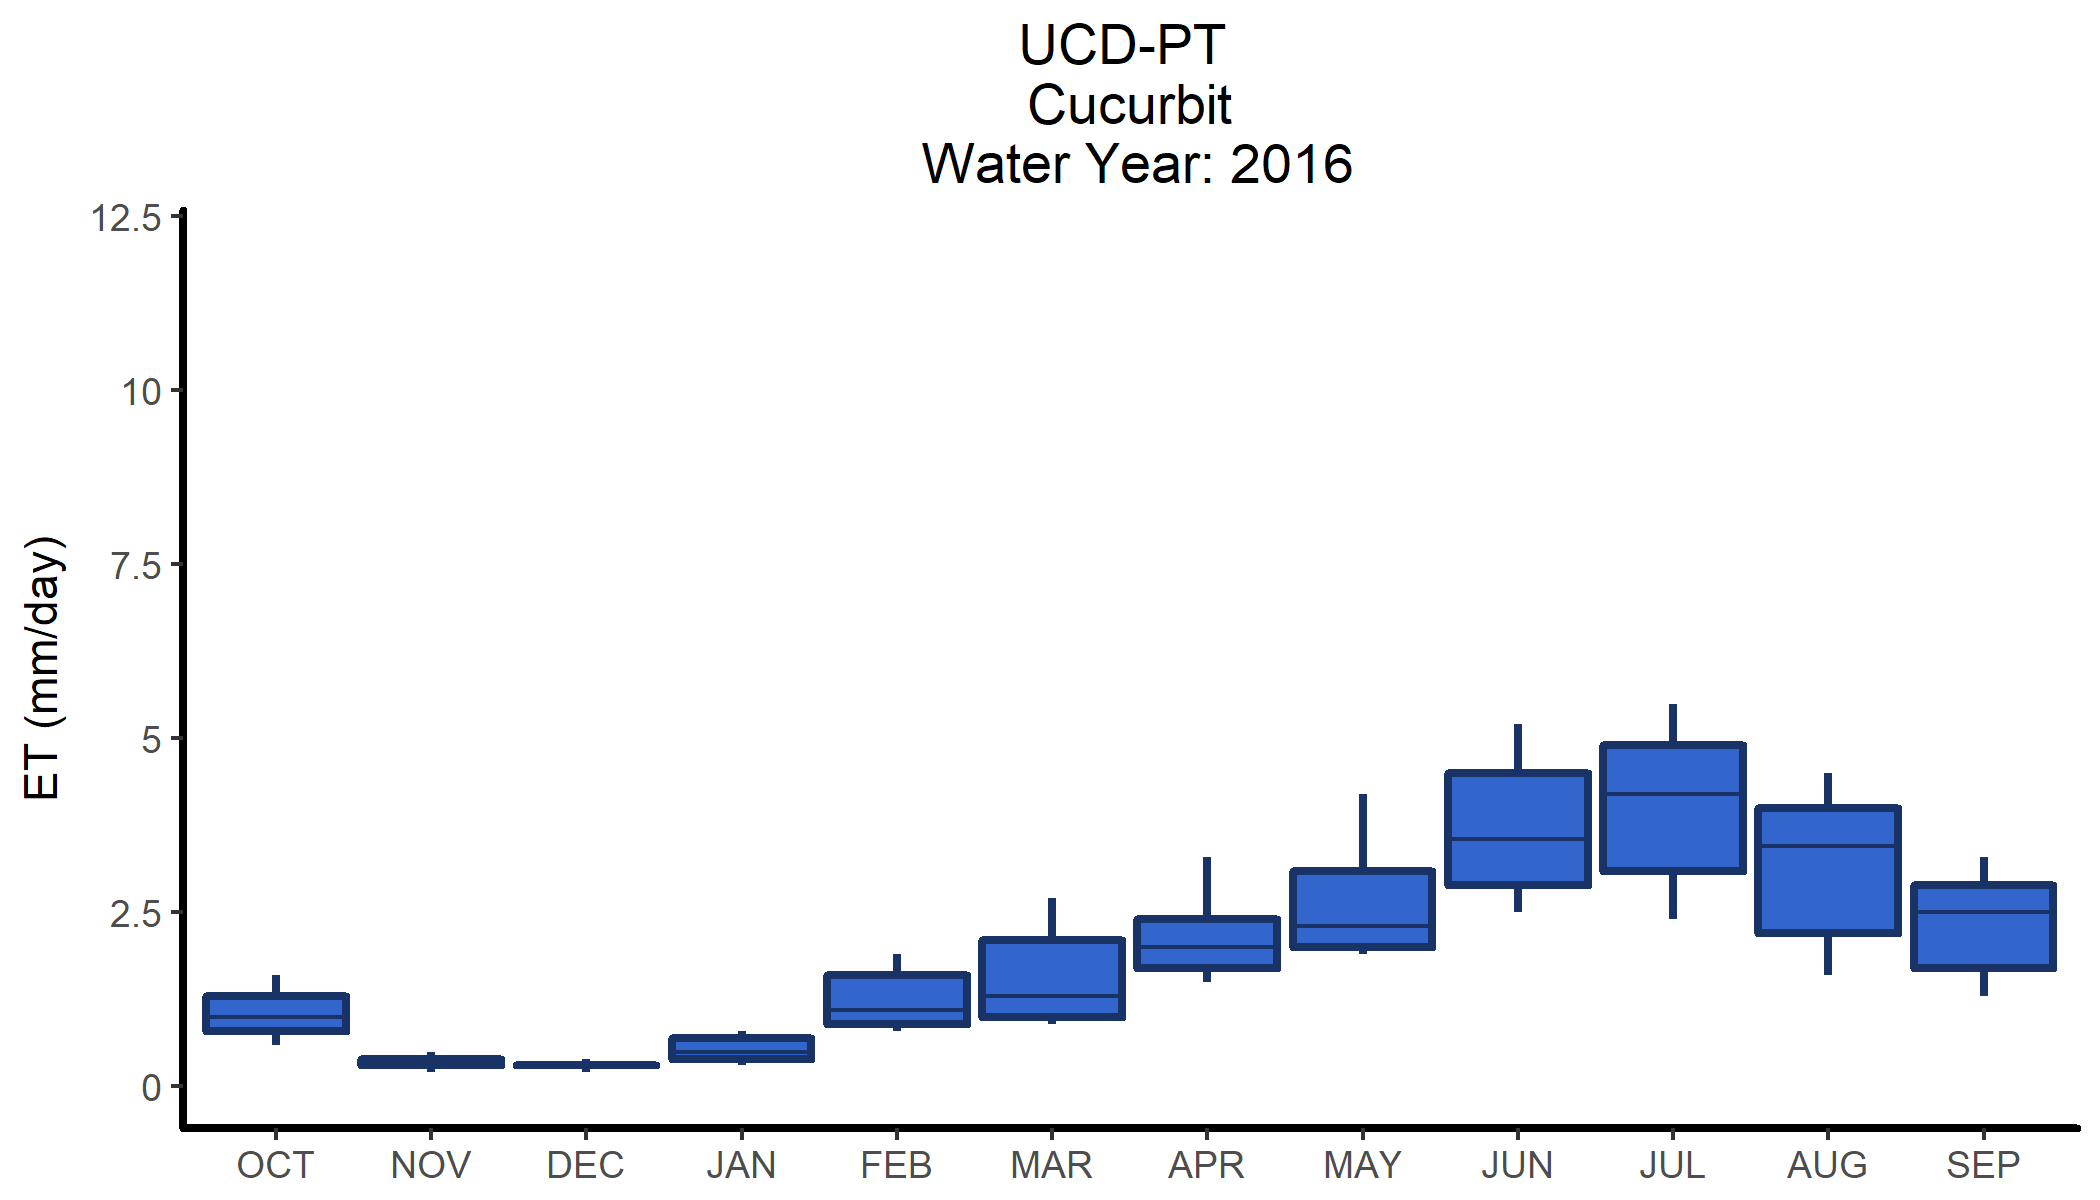 UCD-PT
Cucurbit
Water Year: 2016
12.5
10
7.5
5
2.5
0
ET (mm/day)
OCT NOV DEC JAN FEB MAR APR MAY JUN JUL AUG SEP